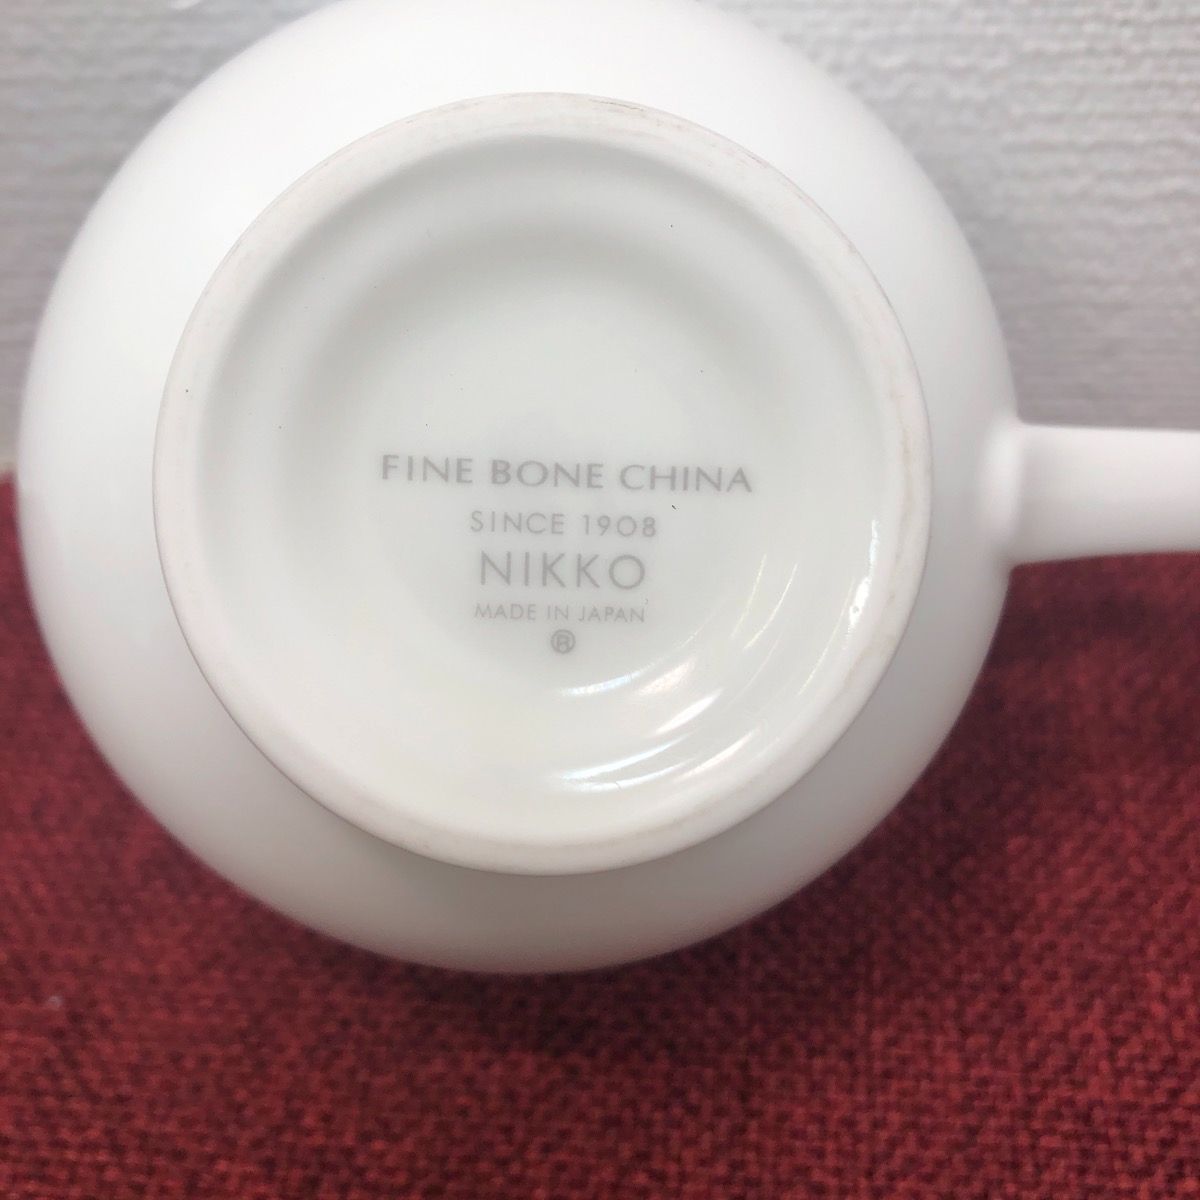 FINE BONE CHINA
SINCE 1908
NIKKO
MADE IN JAPAN
®